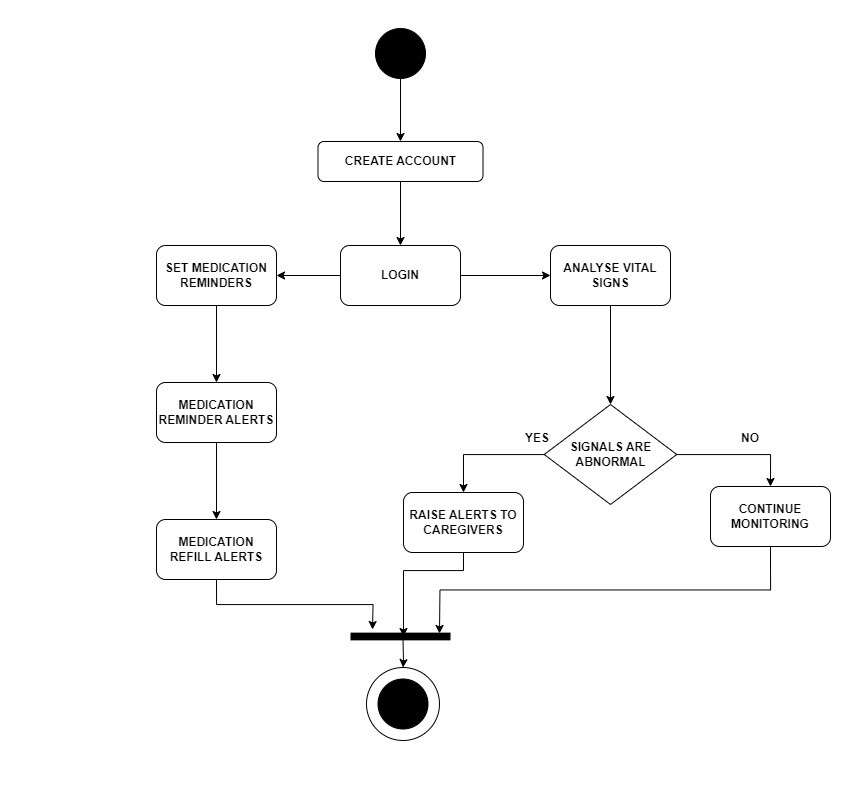 CREATE ACCOUNT
SET MEDICATION
REMINDERS
LOGIN
ANALYSE VITAL
SIGNS
MEDICATION
REMINDER ALERTS
YES
SIGNALS ARE
ABNORMAL
NO
RAISE ALERTS TO
CAREGIVERS
CONTINUE
MONITORING
MEDICATION
REFILL ALERTS